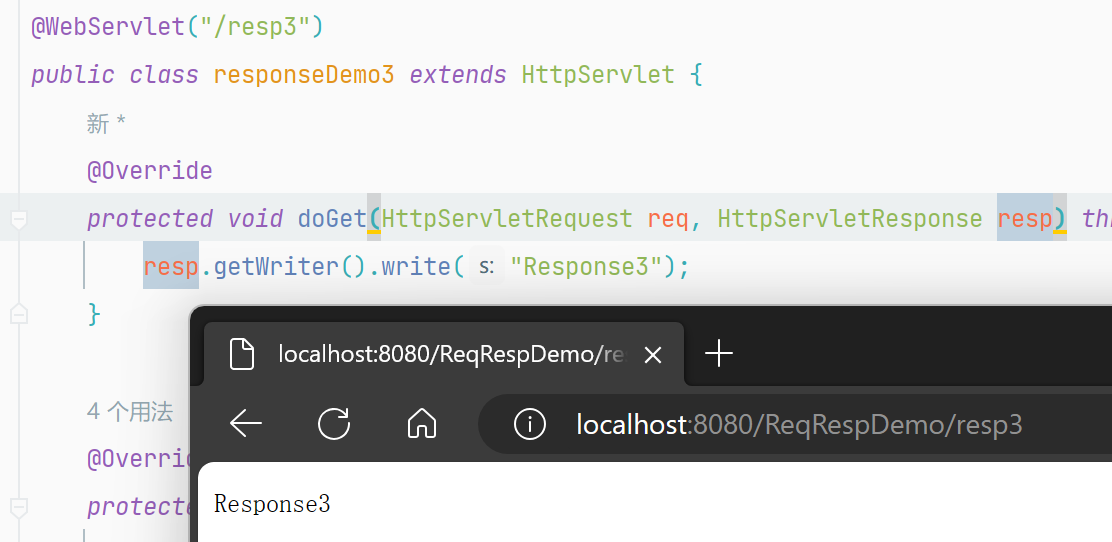 @WebServlet("/resp3")
public class responseDemo3 extends HttpServlet {
新 *
@Override
protected void doGet(HttpServletRequest req, HttpServletResponse resp) th
resp.getWriter().write( s: "Response3");
}
localhost:8080/ReqRespDemo/re
4 个用法
localhost:8080/ReqRespDemo/resp3
@Overri
protecte
Response3